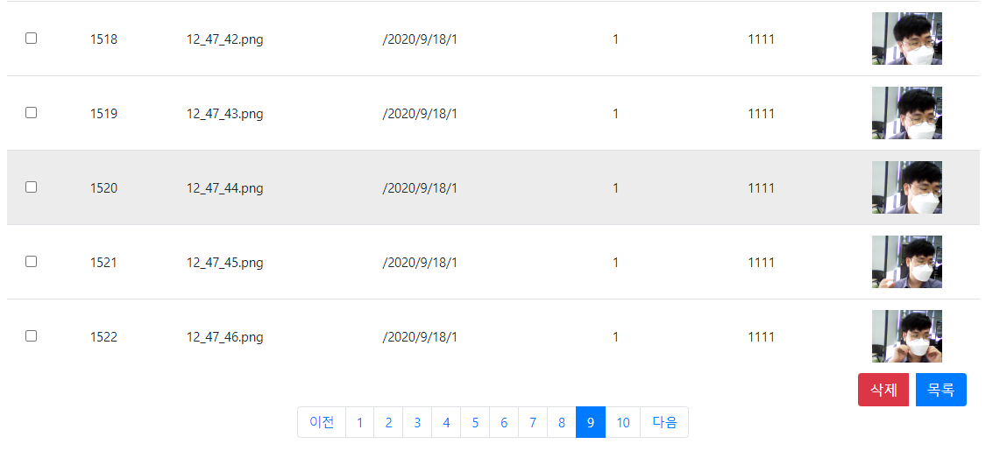 1518 12_47_42.png /2020/9/18/1 1 1111
1519 12_47_43.png /2020/9/18/1 1 1111
1520 12_47_44.png /2020/9/18/1 1 1111
1521 12_47_45.png /2020/9/18/1 1 1111
1522 12_47_46.png /2020/9/18/1 1 1111
삭제 목록
이전 1 2 3 4 5 6 7 8 9 10 다음